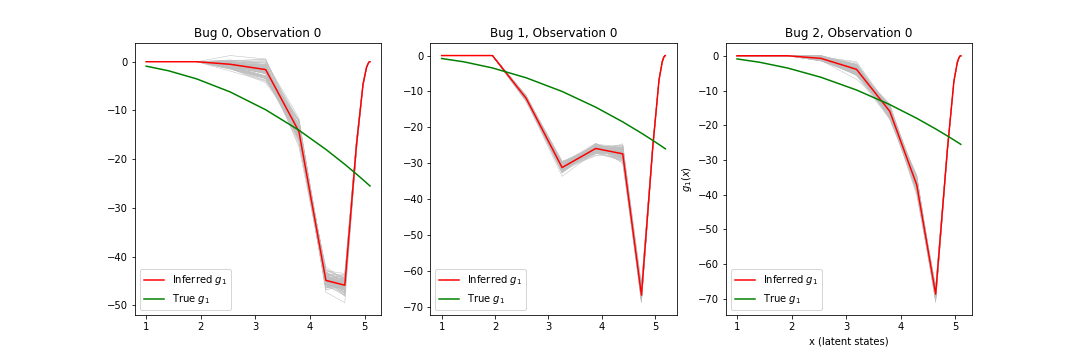 Bug 0, Observation 0
0
−10
−20
−30
−40
−50
1 2 3 4 5
Inferred g₁
True g₁
Bug 1, Observation 0
0
−10
−20
−30
−40
−50
−60
−70
1 2 3 4 5
Inferred g₁
True g₁
Bug 2, Observation 0
g₁(x)
0
−10
−20
−30
−40
−50
−60
−70
1 2 3 4 5
x (latent states)
Inferred g₁
True g₁